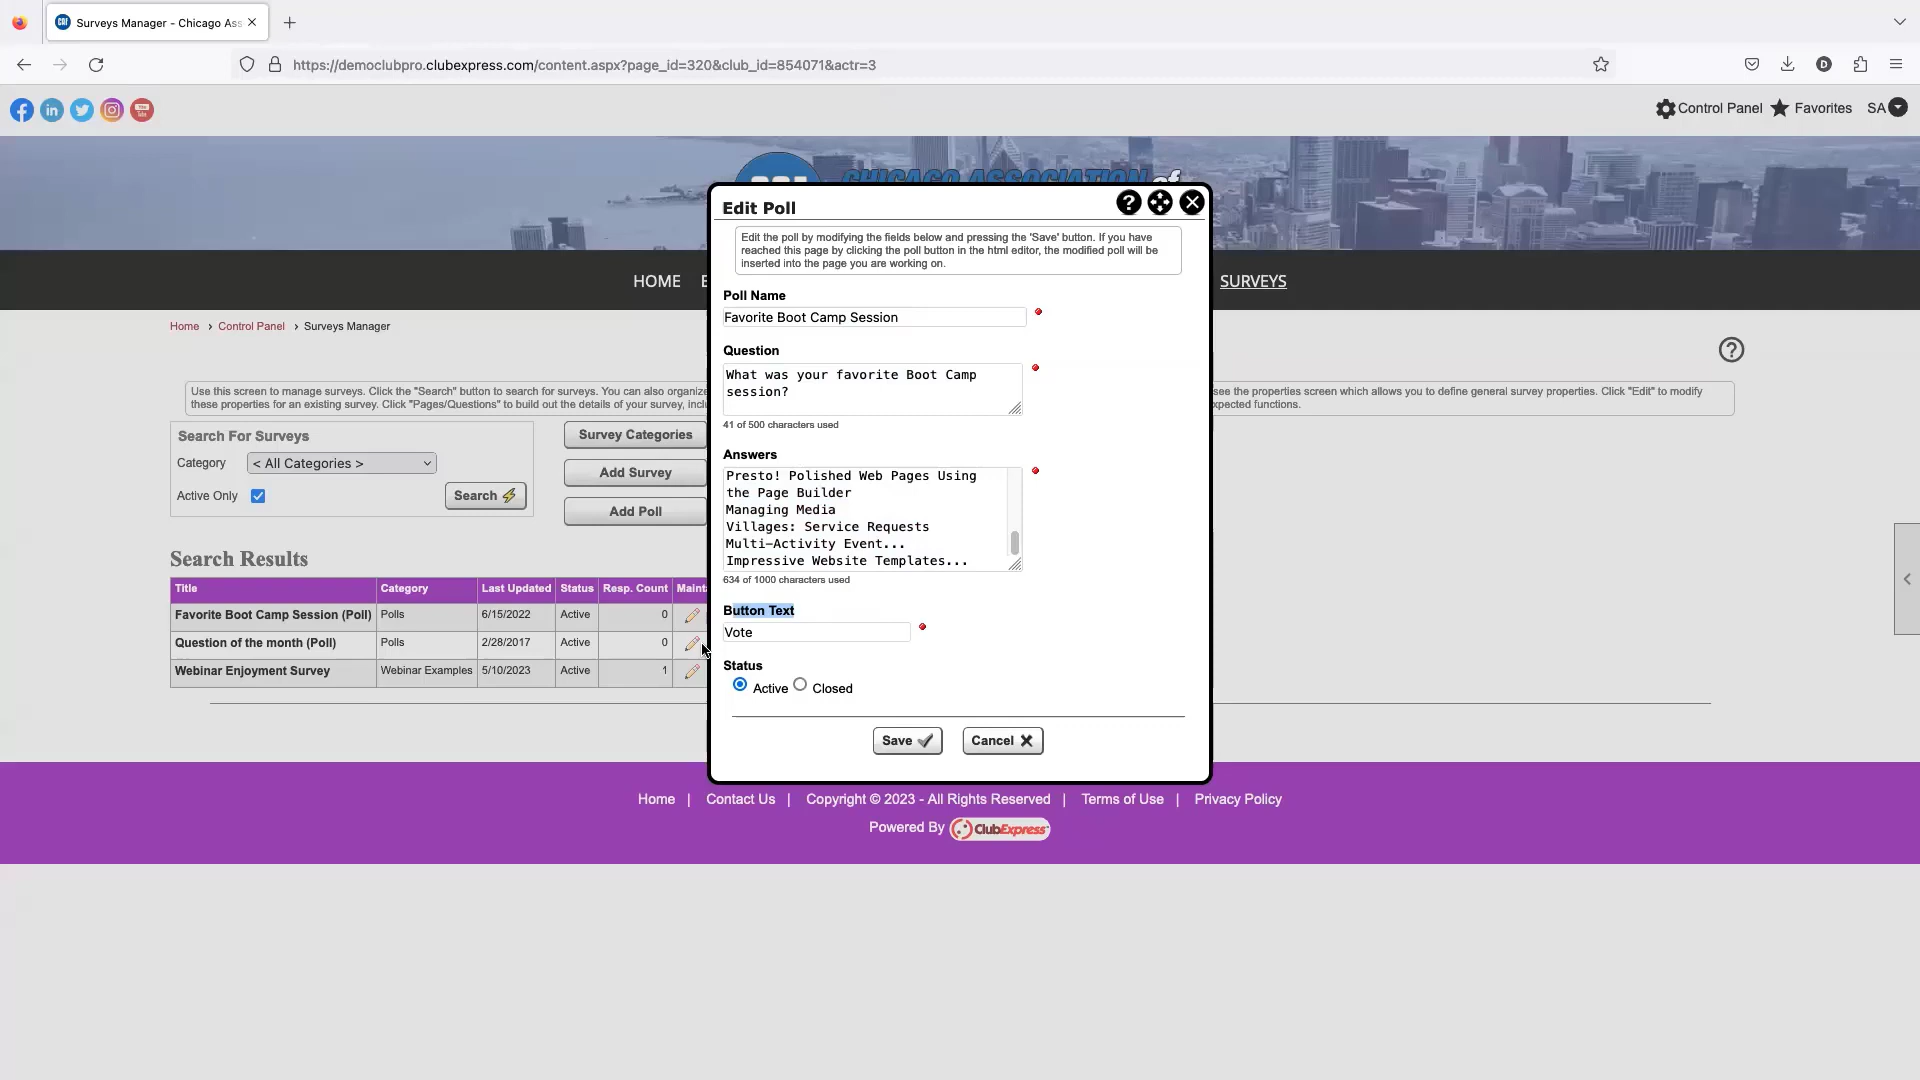 Surveys Manager - Chicago Ass
https://democlubpro.clubexpress.com/content.aspx?page_id=320&club_id=854071&actr=3
D
Control Panel
Favorites
SA
CHICAGO ASSOCIATION of
HOME
SURVEYS
Home › Control Panel › Surveys Manager
Use this screen to manage surveys. Click the "Search" button to search for surveys. You can also organize
see the properties screen which allows you to define general survey properties. Click "Edit" to modify
these properties for an existing survey. Click "Pages/Questions" to build out the details of your survey,
functions.
Search For Surveys
Category
< All Categories >
Active Only
Search
Survey Categories
Add Survey
Add Poll
Search Results
Title Category Last Updated Status Resp. Count
Favorite Boot Camp Session (Poll) Polls 6/15/2022 Active 0
Question of the month (Poll) Polls 2/28/2017 Active 0
Webinar Enjoyment Survey Webinar Examples 5/10/2023 Active 1
Edit Poll
Edit the poll by modifying the fields below and pressing the 'Save' button. If you have
reached this page by clicking the poll button in the html editor, the modified poll will be
inserted into the page you are working on.
Poll Name
Favorite Boot Camp Session
Question
What was your favorite Boot Camp
session?
41 of 500 characters used
Answers
Presto! Polished Web Pages Using
the Page Builder
Managing Media
Villages: Service Requests
Multi-Activity Event...
Impressive Website Templates...
634 of 1000 characters used
Button Text
Vote
Status
Active Closed
Save
Cancel
Home | Contact Us | Copyright © 2023 - All Rights Reserved | Terms of Use | Privacy Policy
Powered By ClubExpress